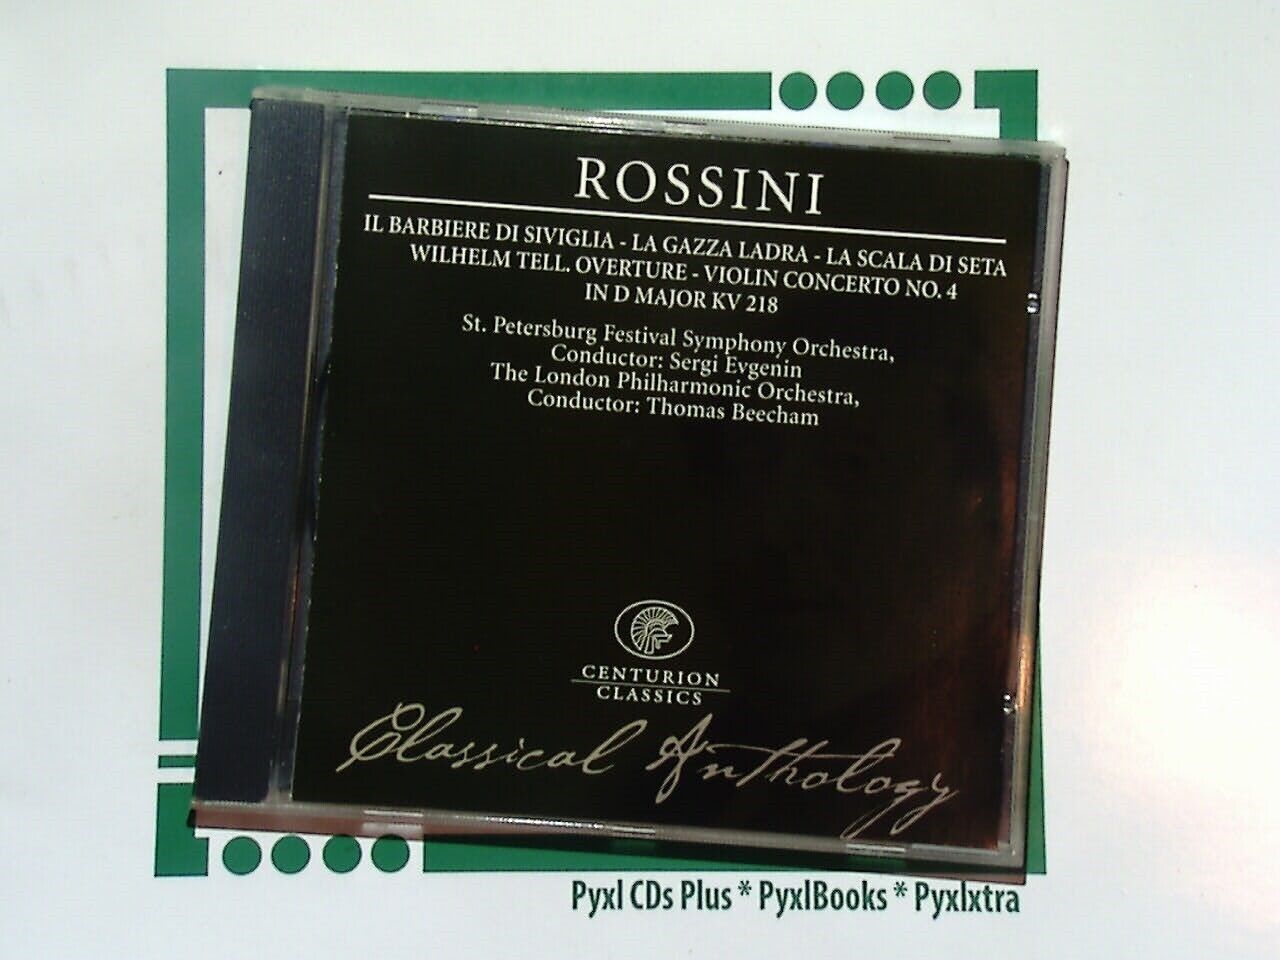 ROSSINI
IL BARBIERE DI SIVIGLIA - LA GAZZA LADRA - LA SCALA DI SETA
WILHELM TELL. OVERTURE - VIOLIN CONCERTO NO. 4
IN D MAJOR KV 218
St. Petersburg Festival Symphony Orchestra,
Conductor: Sergi Evgenin
The London Philharmonic Orchestra,
Conductor: Thomas Beecham
CENTURION
CLASSICS
Classical Anthology
Pyxl CDs Plus * PyxlBooks * Pyxlxtra